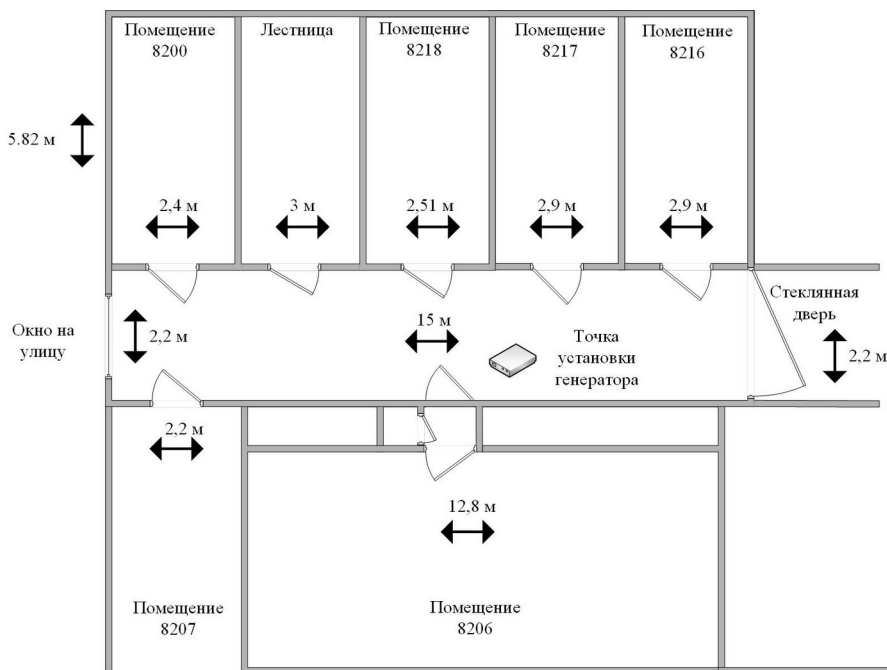 Помещение
8200
Лестница
Помещение
8218
Помещение
8217
Помещение
8216
5.82 м
2,4 м
3 м
2,51 м
2,9 м
2,9 м
Окно на
улицу
2,2 м
15 м
Точка
установки
генератора
Стеклянная
дверь
2,2 м
2,2 м
12,8 м
Помещение
8207
Помещение
8206